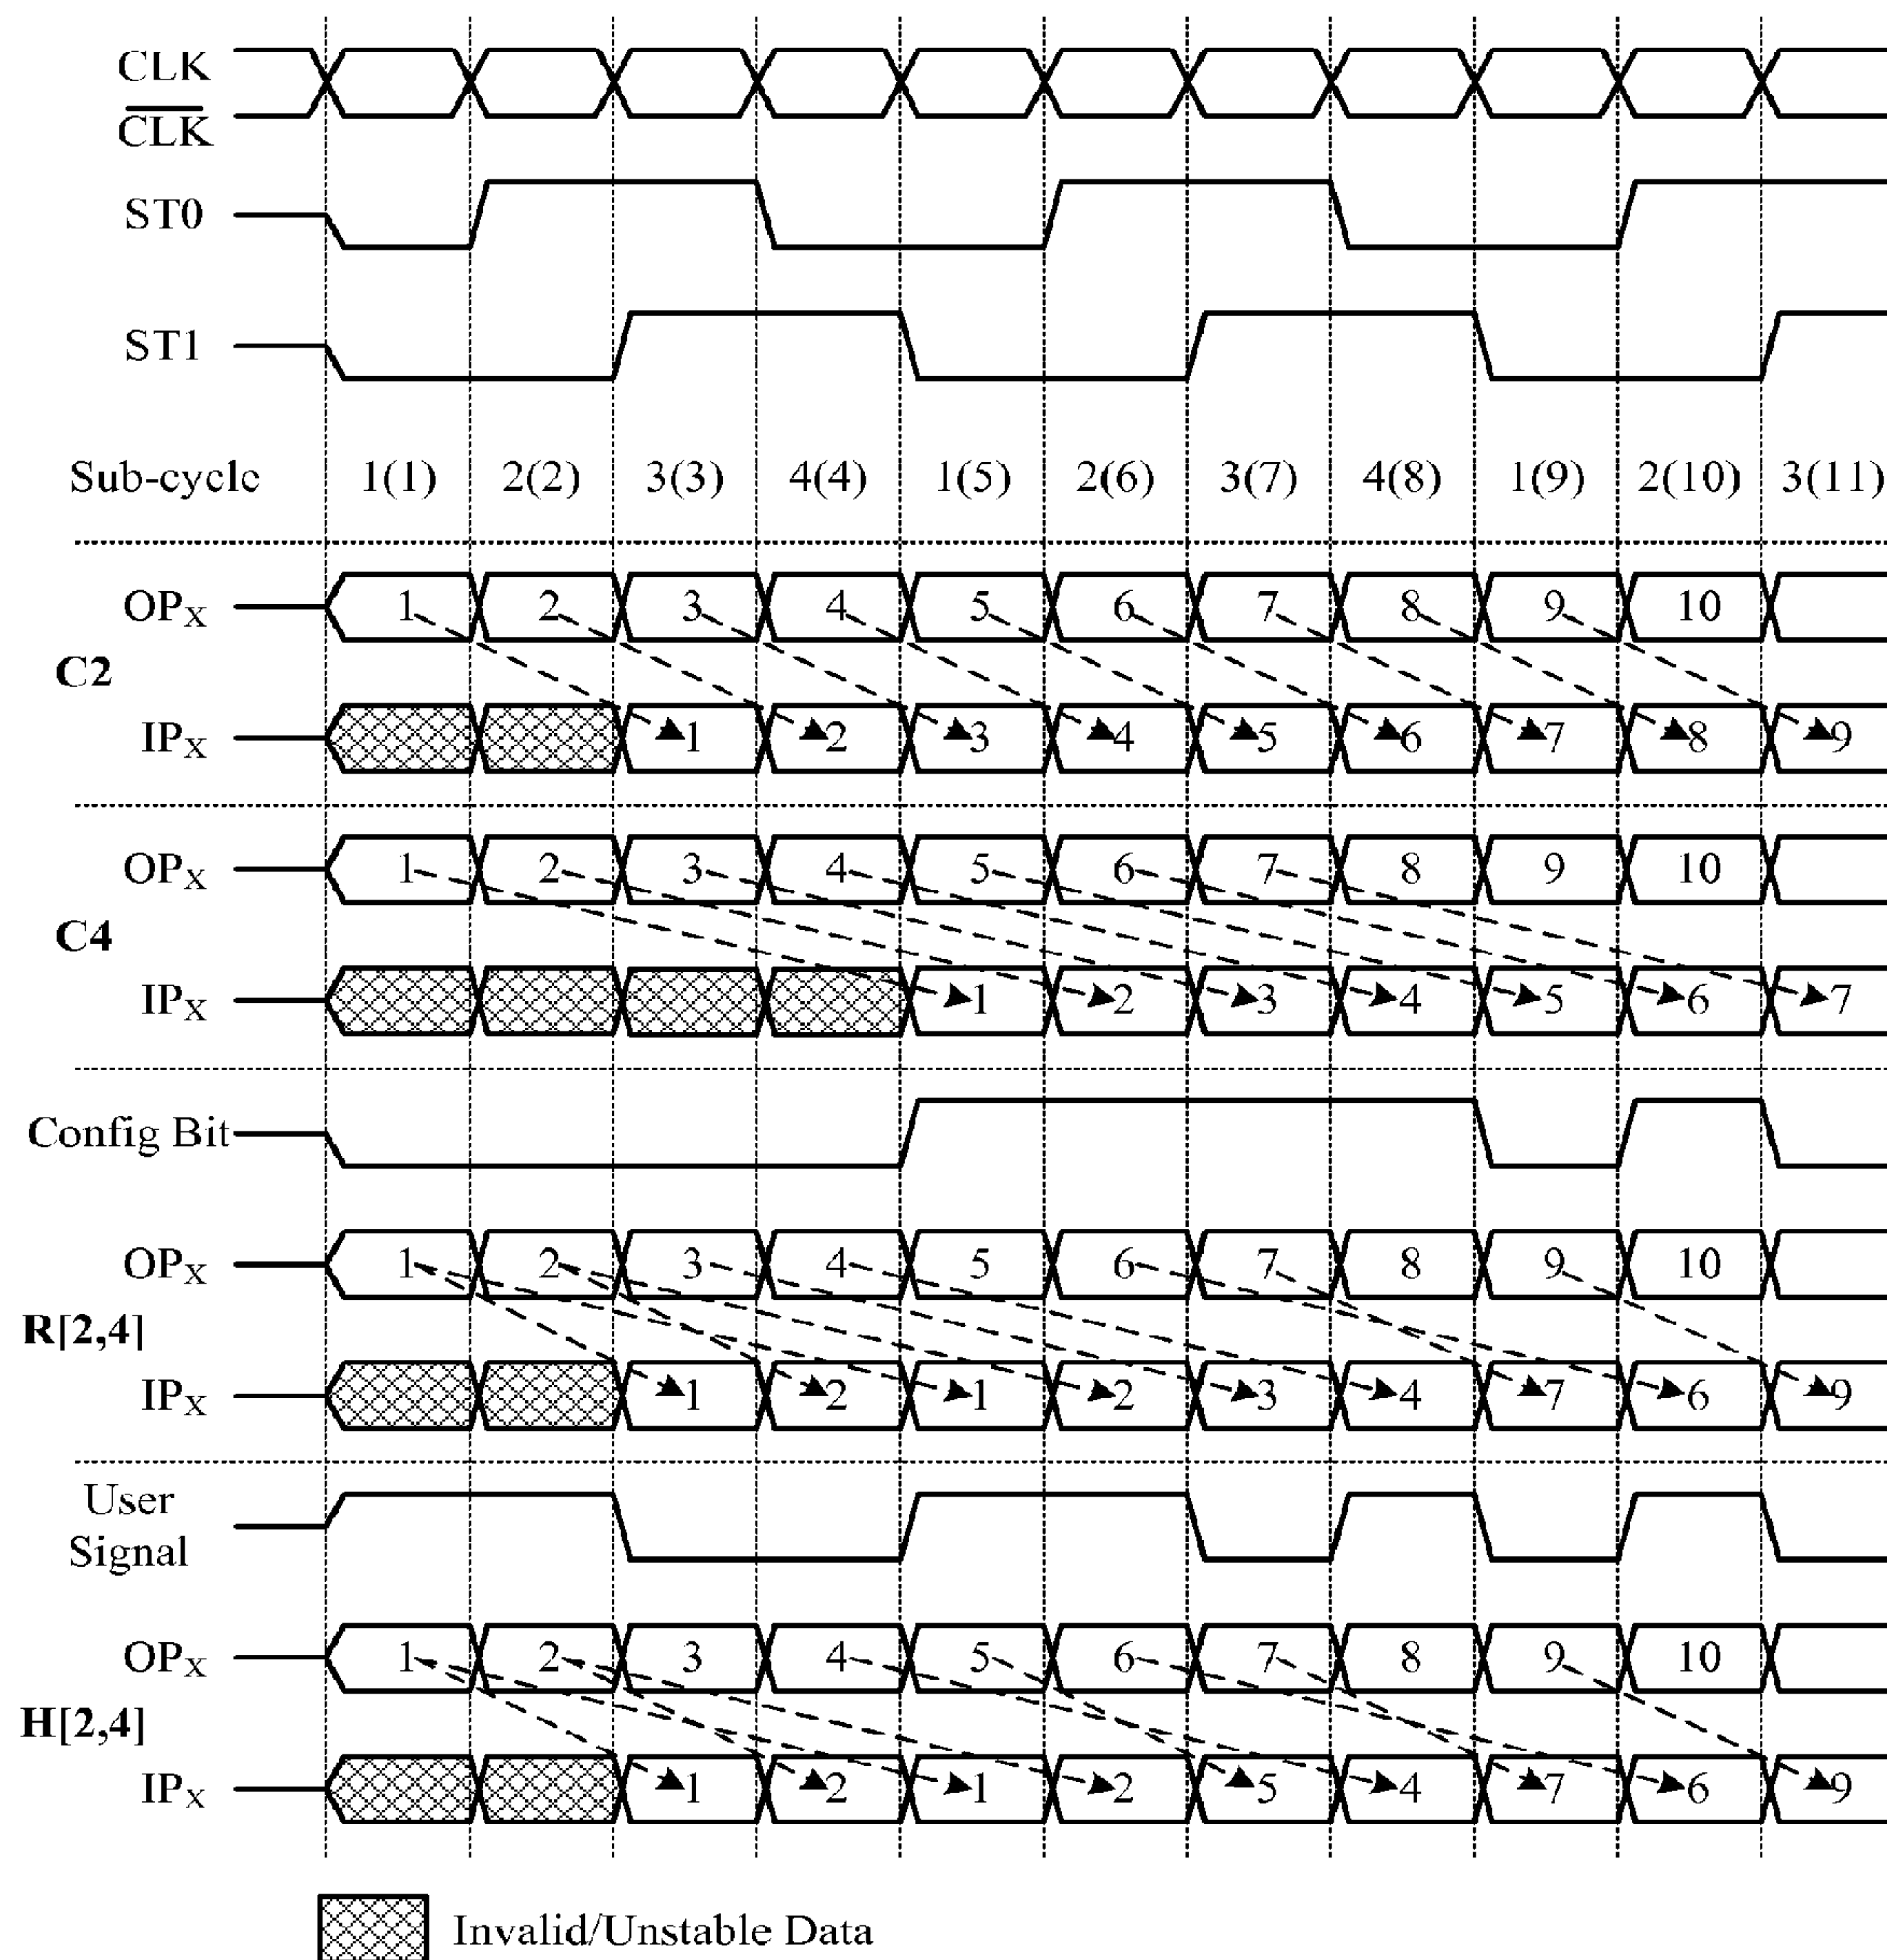 CLK
CLK
ST0
ST1
Sub-cycle 1(1) 2(2) 3(3) 4(4) 1(5) 2(6) 3(7) 4(8) 1(9) 2(10) 3(11)
OPX 1 2 3 4 5 6 7 8 9 10
C2
IPX 1 2 3 4 5 6 7 8 9
OPX 1 2 3 4 5 6 7 8 9 10
C4
IPX 1 2 3 4 5 6 7
Config Bit
OPX 1 2 3 4 5 6 7 8 9 10
R[2,4]
IPX 1 2 1 2 3 4 7 6 9
User
Signal
OPX 1 2 3 4 5 6 7 8 9 10
H[2,4]
IPX 1 2 1 2 5 4 7 6 9
Invalid/Unstable Data